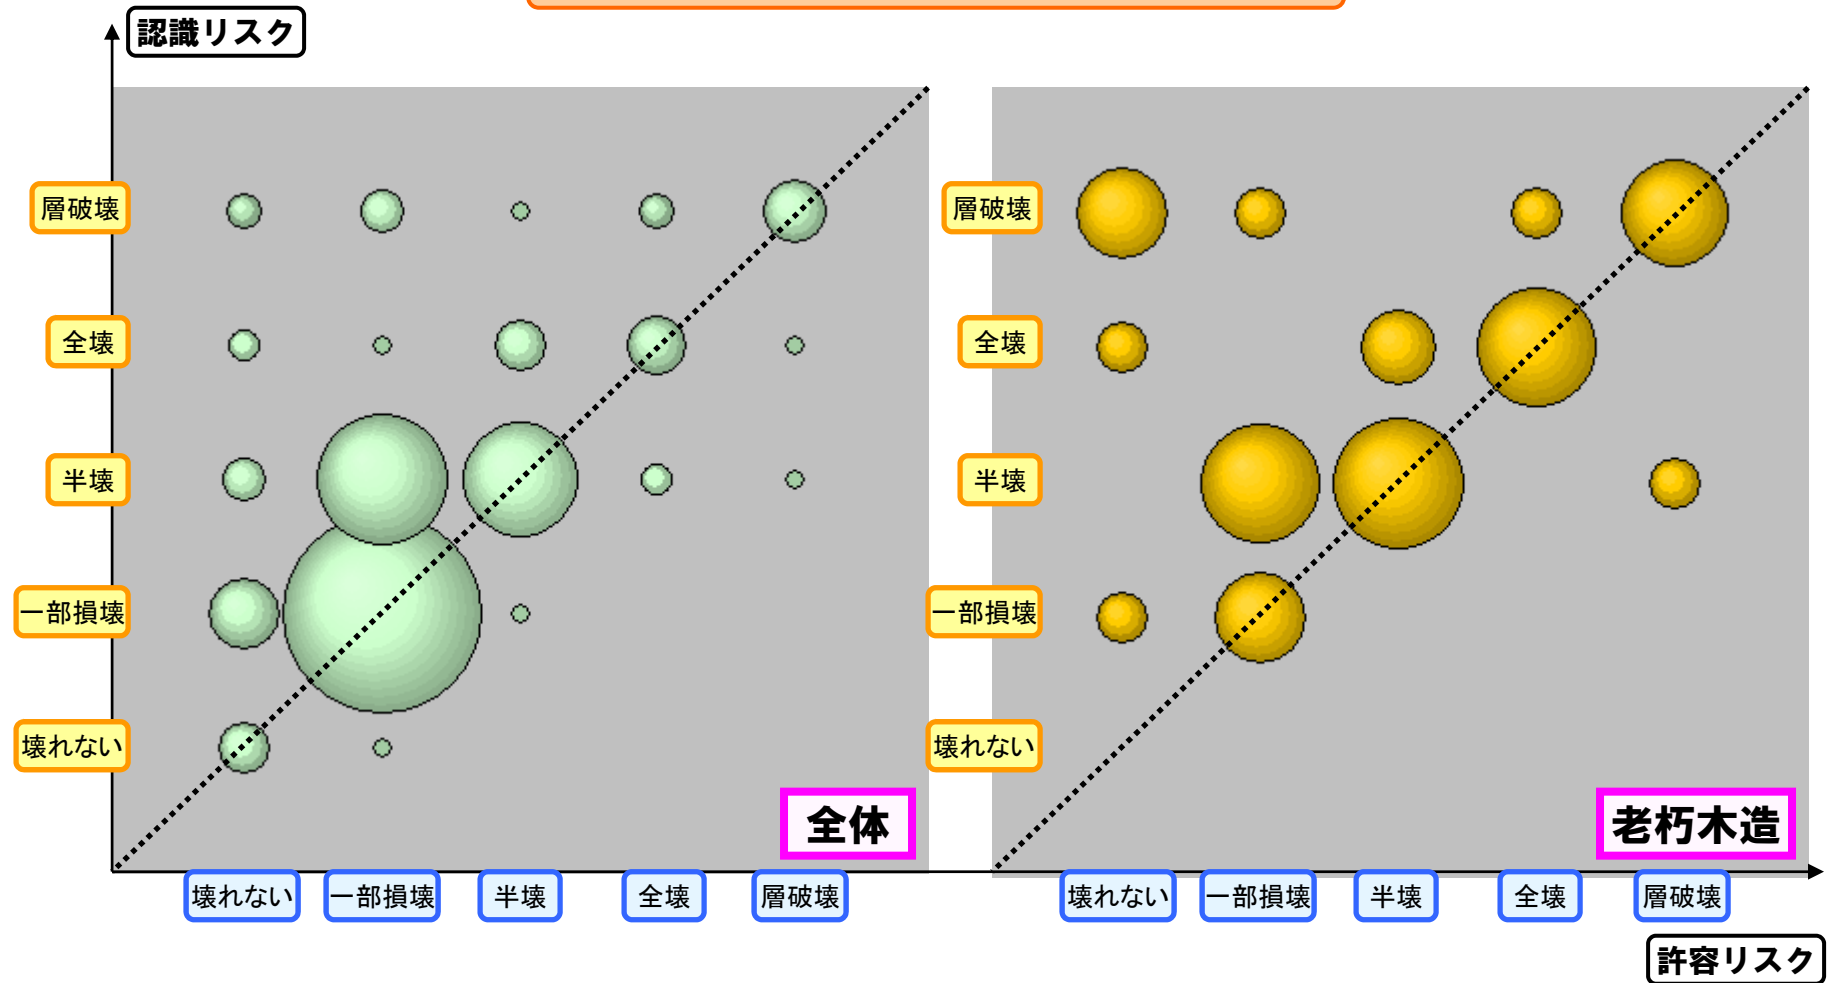 認識リスク
層破壊
全壊
半壊
一部損壊
壊れない
全体
壊れない 一部損壊 半壊 全壊 層破壊
層破壊
全壊
半壊
一部損壊
壊れない
老朽木造
壊れない 一部損壊 半壊 全壊 層破壊
許容リスク